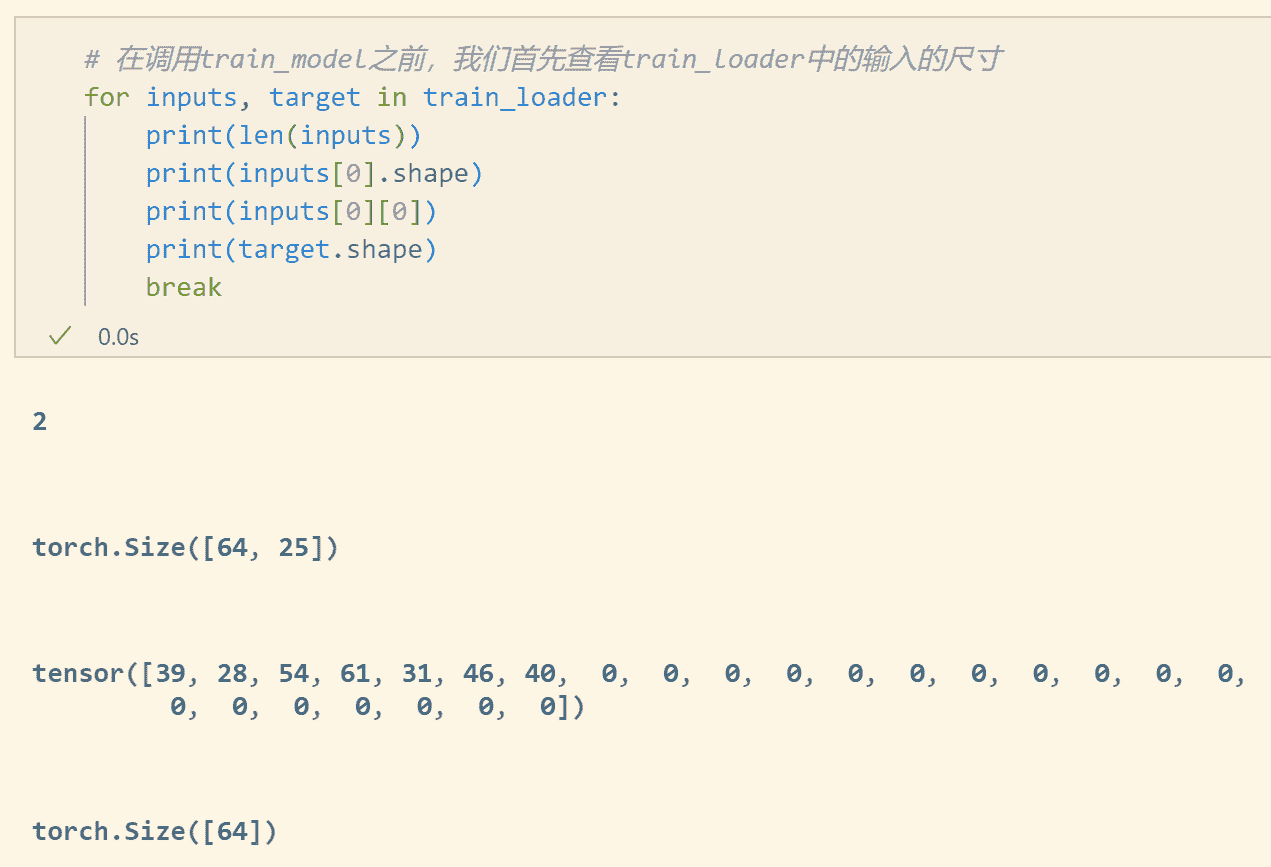 # 在调用train_model之前，我们首先查看train_loader中的输入的尺寸
for inputs, target in train_loader:
    print(len(inputs))
    print(inputs[0].shape)
    print(inputs[0][0])
    print(target.shape)
    break
0.0s
2
torch.Size([64, 25])
tensor([39, 28, 54, 61, 31, 46, 40,  0,  0,  0,  0,  0,  0,  0,  0,  0,  0,  0,
         0,  0,  0,  0,  0,  0,  0])
torch.Size([64])